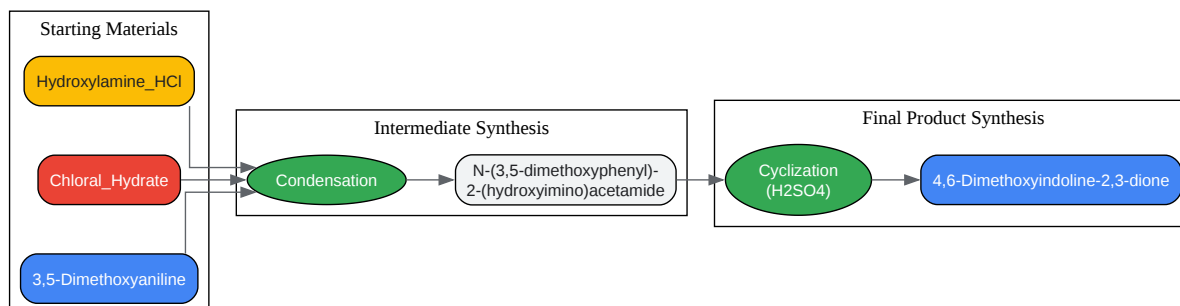 Starting Materials
Hydroxylamine_HCl
Chloral_Hydrate
3,5-Dimethoxyaniline
Intermediate Synthesis
Condensation
N-(3,5-dimethoxyphenyl)-
2-(hydroxyimino)acetamide
Final Product Synthesis
Cyclization
(H2SO4)
4,6-Dimethoxyindoline-2,3-dione